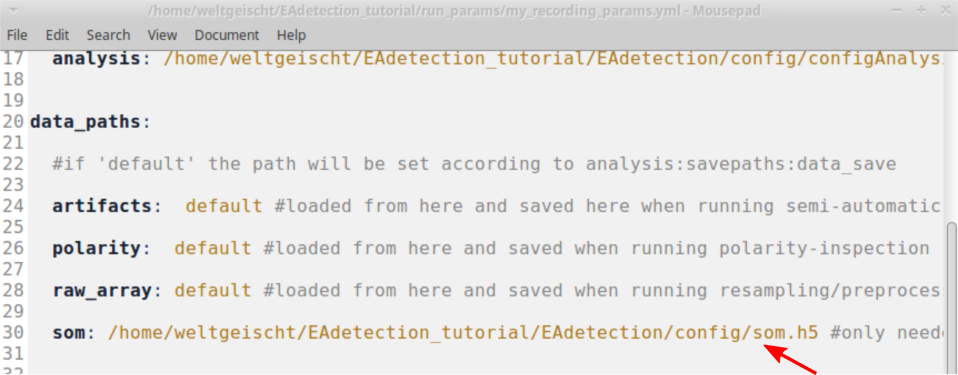 /home/weltgeischt/EAdetection_tutorial/run_params/my_recording_params.yml - Mousepad
File Edit Search View Document Help
17 analysis: /home/weltgeischt/EAdetection_tutorial/EAdetection/config/configAnalys
18
19
20 data_paths:
21
22 #if 'default' the path will be set according to analysis:savepaths:data_save
23
24 artifacts: default #loaded from here and saved here when running semi-automatic
25
26 polarity: default #loaded from here and saved when running polarity-inspection
27
28 raw_array: default #loaded from here and saved when running resampling/preproces
29
30 som: /home/weltgeischt/EAdetection_tutorial/EAdetection/config/som.h5 #only need
31